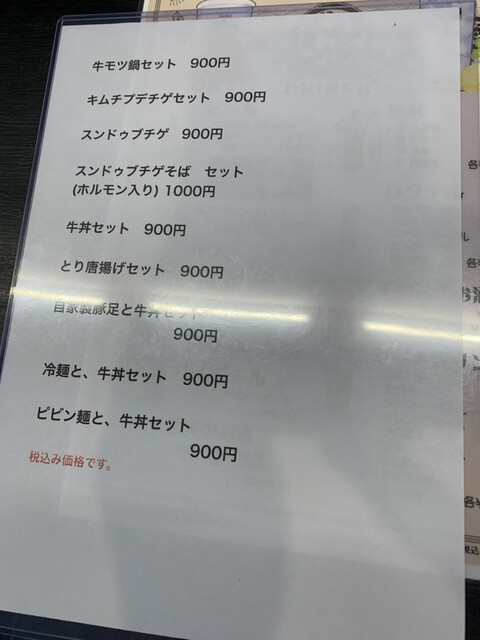 牛モツ鍋セット 900円
キムチプデチゲセット 900円
スンドゥブチゲ 900円
スンドゥブチゲそば セット
(ホルモン入り) 1000円
牛丼セット 900円
とり唐揚げセット 900円
自家製豚足と牛丼セット
900円
冷麺と、牛丼セット 900円
ピビン麺と、牛丼セット
900円
税込み価格です。